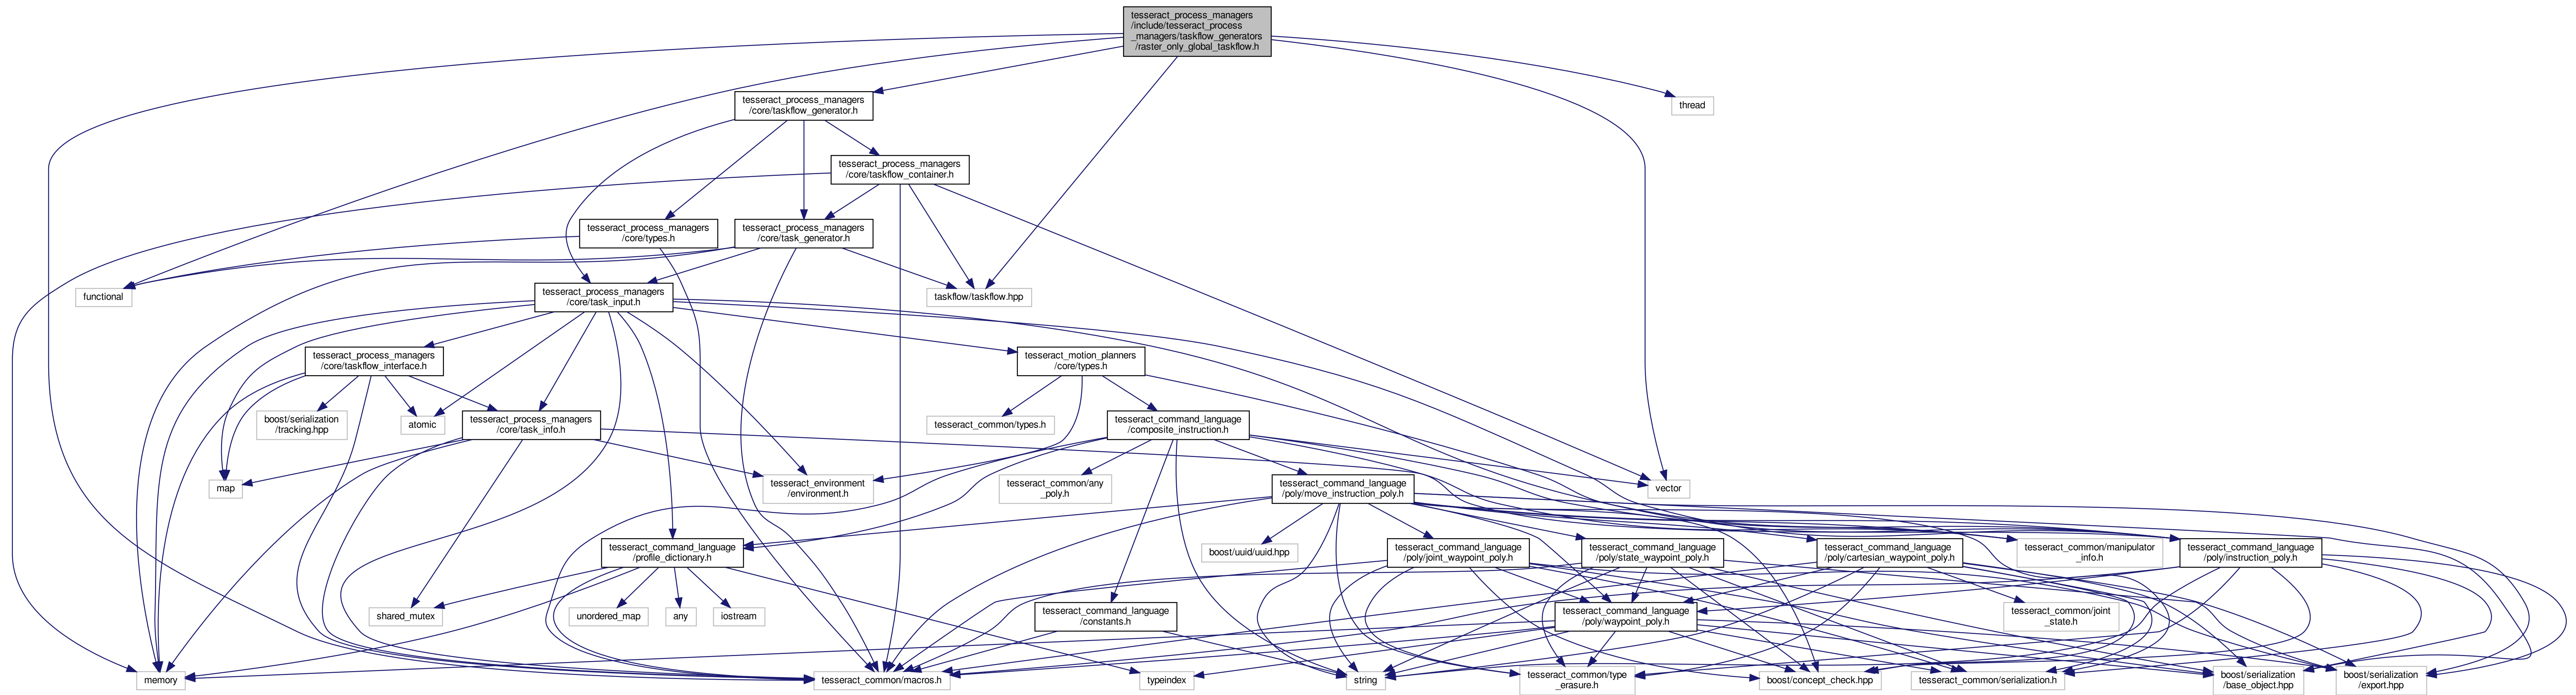 tesseract_process_managers
/include/tesseract_process
_managers/taskflow_generators
/raster_only_global_taskflow.h
tesseract_process_managers
/core/taskflow_generator.h
thread
tesseract_process_managers
/core/taskflow_container.h
tesseract_process_managers
/core/types.h
tesseract_process_managers
/core/task_generator.h
functional
tesseract_process_managers
/core/task_input.h
taskflow/taskflow.hpp
tesseract_process_managers
/core/taskflow_interface.h
tesseract_motion_planners
/core/types.h
boost/serialization
/tracking.hpp
atomic
tesseract_process_managers
/core/task_info.h
tesseract_common/types.h
tesseract_command_language
/composite_instruction.h
map
tesseract_environment
/environment.h
tesseract_common/any
_poly.h
tesseract_command_language
/poly/move_instruction_poly.h
vector
tesseract_command_language
/profile_dictionary.h
boost/uuid/uuid.hpp
tesseract_command_language
/poly/joint_waypoint_poly.h
tesseract_command_language
/poly/state_waypoint_poly.h
tesseract_command_language
/poly/cartesian_waypoint_poly.h
tesseract_common/manipulator
_info.h
tesseract_command_language
/poly/instruction_poly.h
shared_mutex
unordered_map
any
iostream
tesseract_command_language
/constants.h
tesseract_command_language
/poly/waypoint_poly.h
tesseract_common/joint
_state.h
memory
tesseract_common/macros.h
typeindex
string
tesseract_common/type
_erasure.h
boost/concept_check.hpp
tesseract_common/serialization.h
boost/serialization
/base_object.hpp
boost/serialization
/export.hpp